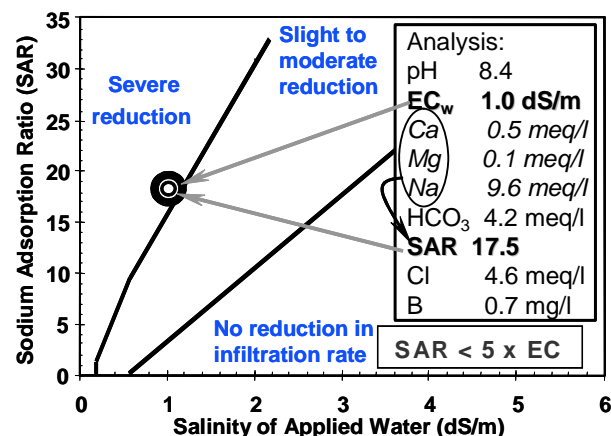 Sodium Adsorption Ratio (SAR)
35
30
25
20
15
10
5
0
Severe
reduction
Slight to
moderate
reduction
No reduction in
infiltration rate
Analysis:
pH 8.4
ECw 1.0 dS/m
Ca 0.5 meq/l
Mg 0.1 meq/l
Na 9.6 meq/l
HCO3 4.2 meq/l
SAR 17.5
Cl 4.6 meq/l
B 0.7 mg/l
SAR < 5 x EC
0 1 2 3 4 5 6
Salinity of Applied Water (dS/m)